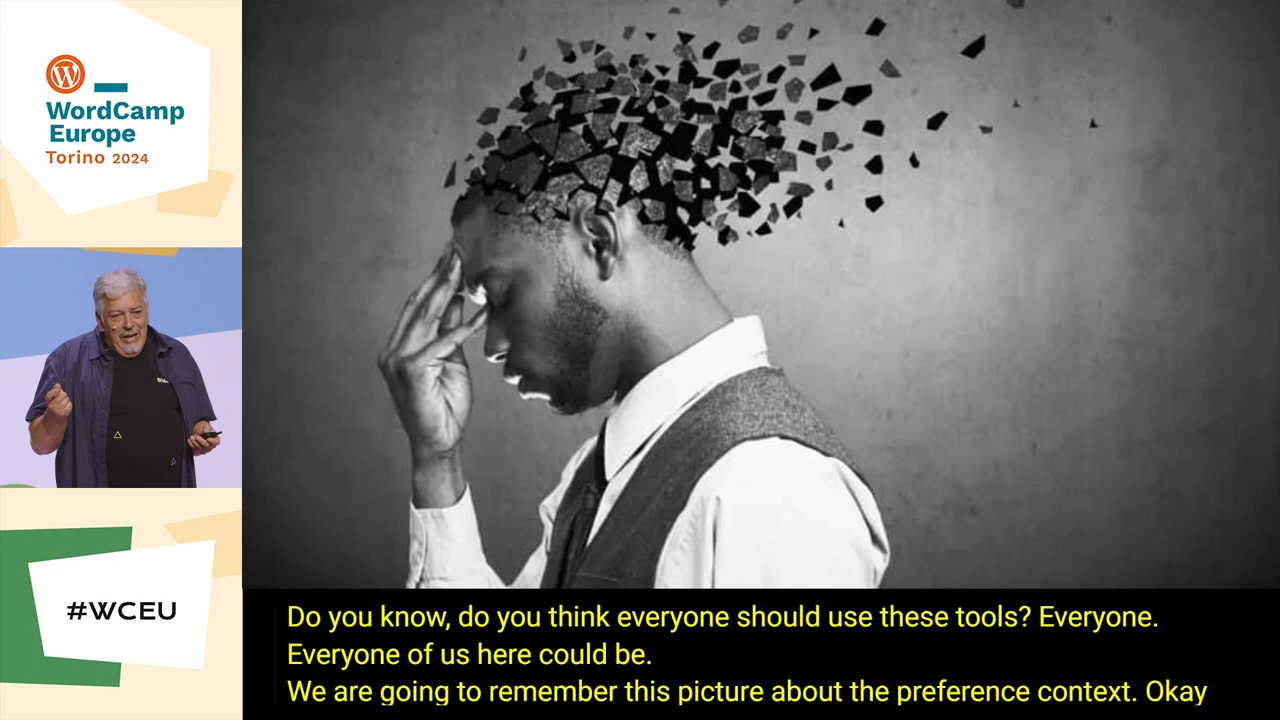 WordCamp
Europe
Torino 2024
#WCEU
Do you know, do you think everyone should use these tools? Everyone.
Everyone of us here could be.
We are going to remember this picture about the preference context. Okay